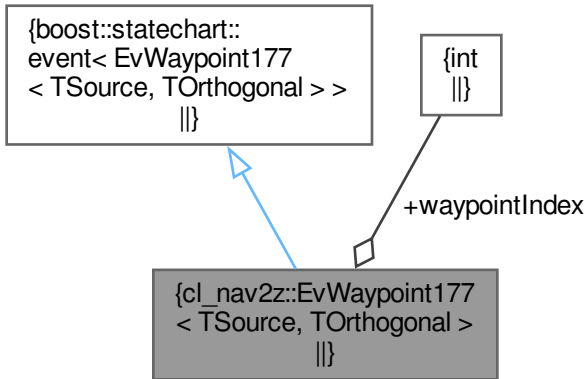 {boost::statechart::
event< EvWaypoint177
< TSource, TOrthogonal > >
||}
{int
||}
+waypointIndex
{cl_nav2z::EvWaypoint177
< TSource, TOrthogonal >
||}